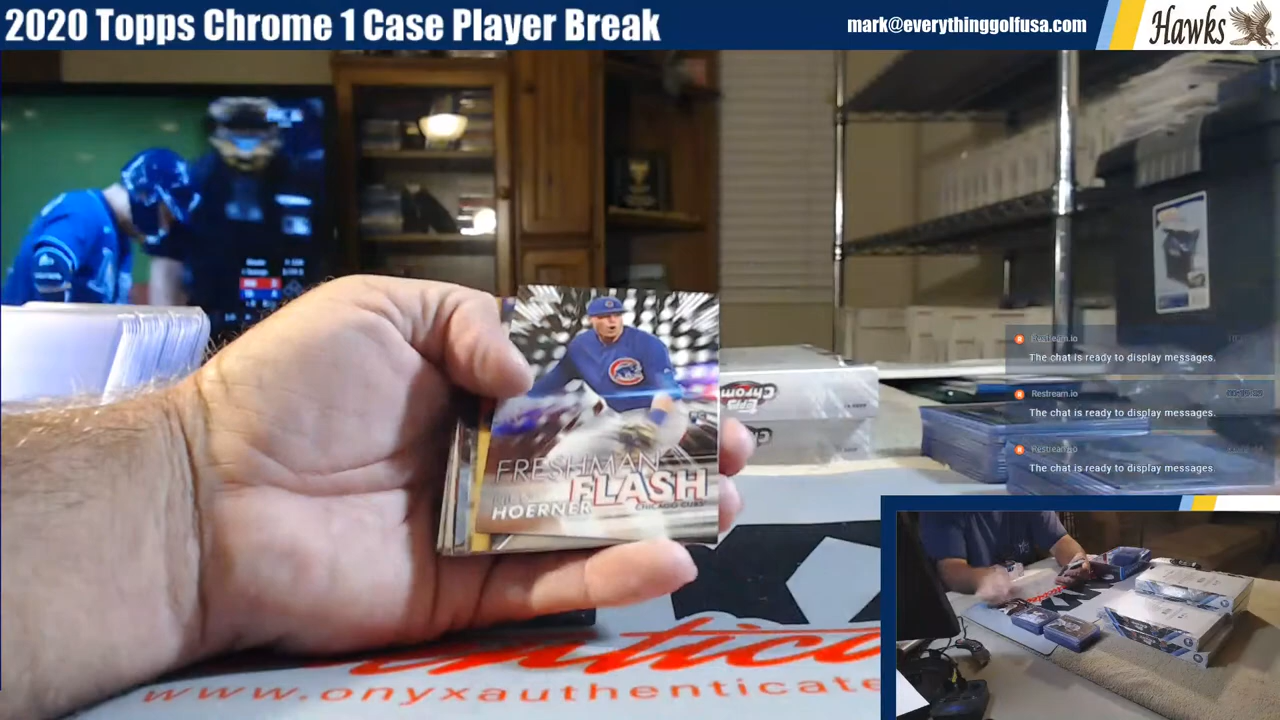 2020 Topps Chrome 1 Case Player Break
mark@everythinggolfusa.com
Hawks
Restream.io
The chat is ready to display messages.
Restream.io
The chat is ready to display messages.
Restream.io
The chat is ready to display messages.
FRESHMAN
FLASH
HOERNER
CHICAGO CUBS
www.onyxauthenticate